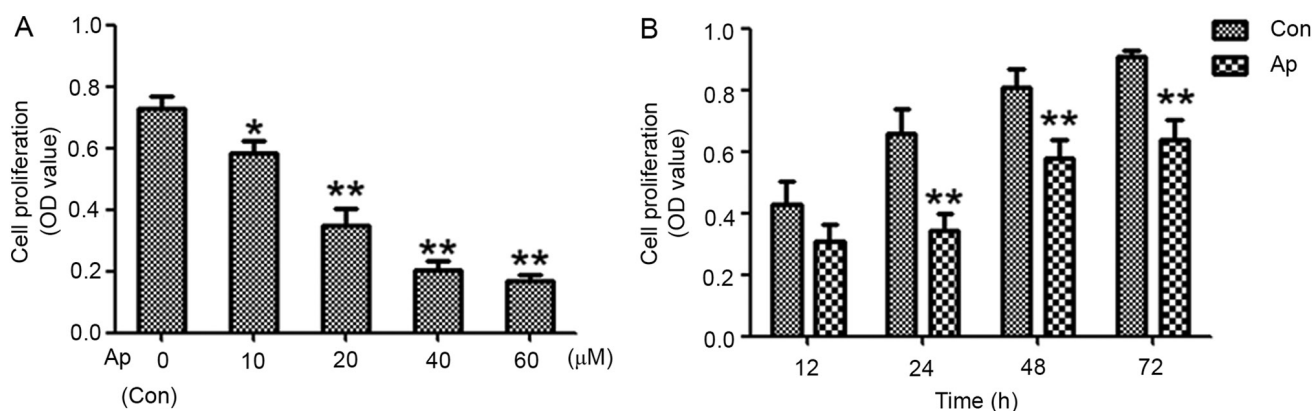 A
Cell proliferation
(OD value)
1.0
0.8
0.6
0.4
0.2
0.0
*
**
**
**
Ap 0 10 20 40 60 (μM)
(Con)
B
Cell proliferation
(OD value)
1.0
0.8
0.6
0.4
0.2
0.0
**
**
**
12 24 48 72
Time (h)
Con
Ap